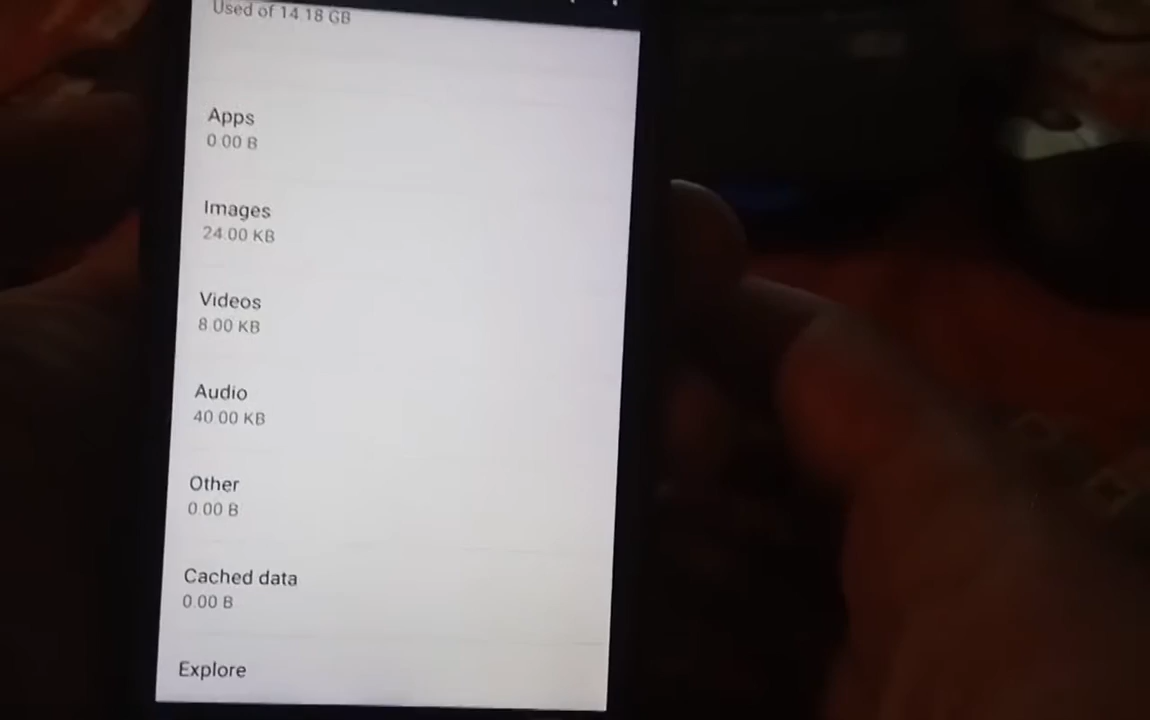 Used of 14.18 GB
Apps
0.00 B
Images
24.00 KB
Videos
8.00 KB
Audio
40.00 KB
Other
0.00 B
Cached data
0.00 B
Explore